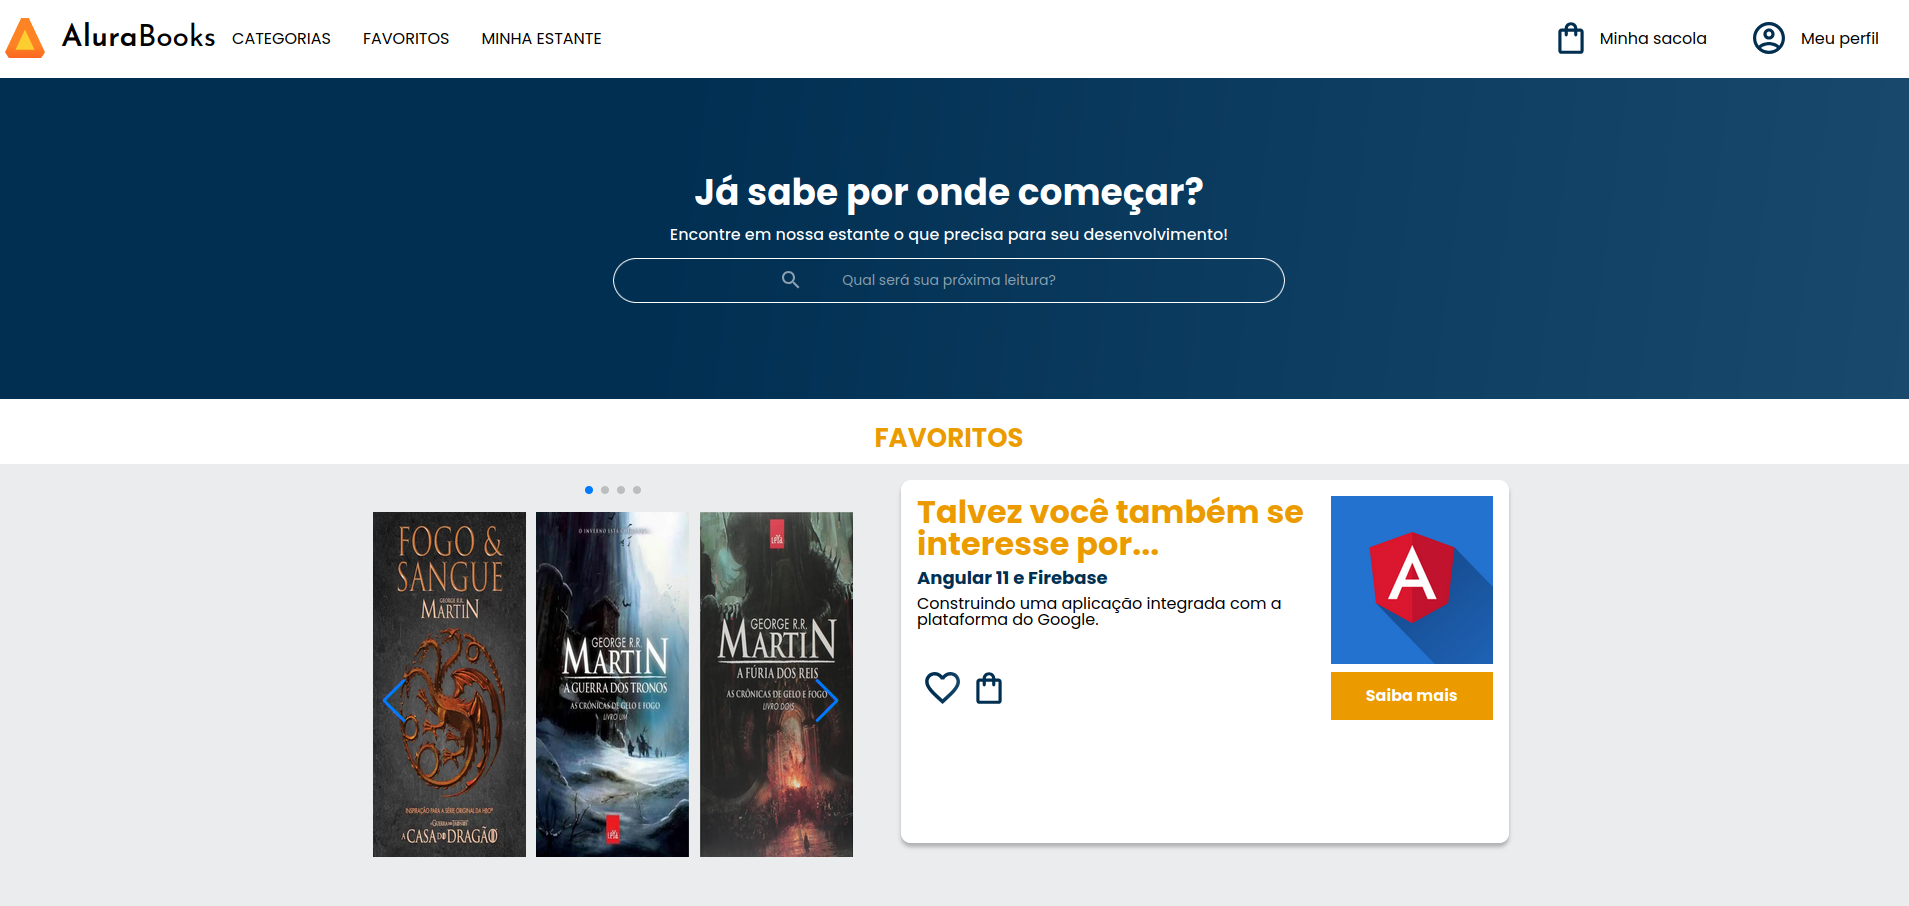 AluraBooks
CATEGORIAS
FAVORITOS
MINHA ESTANTE
Minha sacola
Meu perfil
Já sabe por onde começar?
Encontre em nossa estante o que precisa para seu desenvolvimento!
Qual será sua próxima leitura?
FAVORITOS
FOGO &
SANGUE
GEORGE R.R.
MARTIN
INSPIRAÇÃO PARA A SÉRIE ORIGINAL DA HBO®
A CASA DO DRAGÃO
GEORGE R.R.
MARTIN
A GUERRA DOS TRONOS
AS CRÔNICAS DE GELO E FOGO
LIVRO UM
LeYa
LeYa
GEORGE R.R.
MARTIN
A FÚRIA DOS REIS
AS CRÔNICAS DE GELO E FOGO
LIVRO DOIS
Talvez você também se
interesse por...
Angular 11 e Firebase
Construindo uma aplicação integrada com a
plataforma do Google.
A
Saiba mais